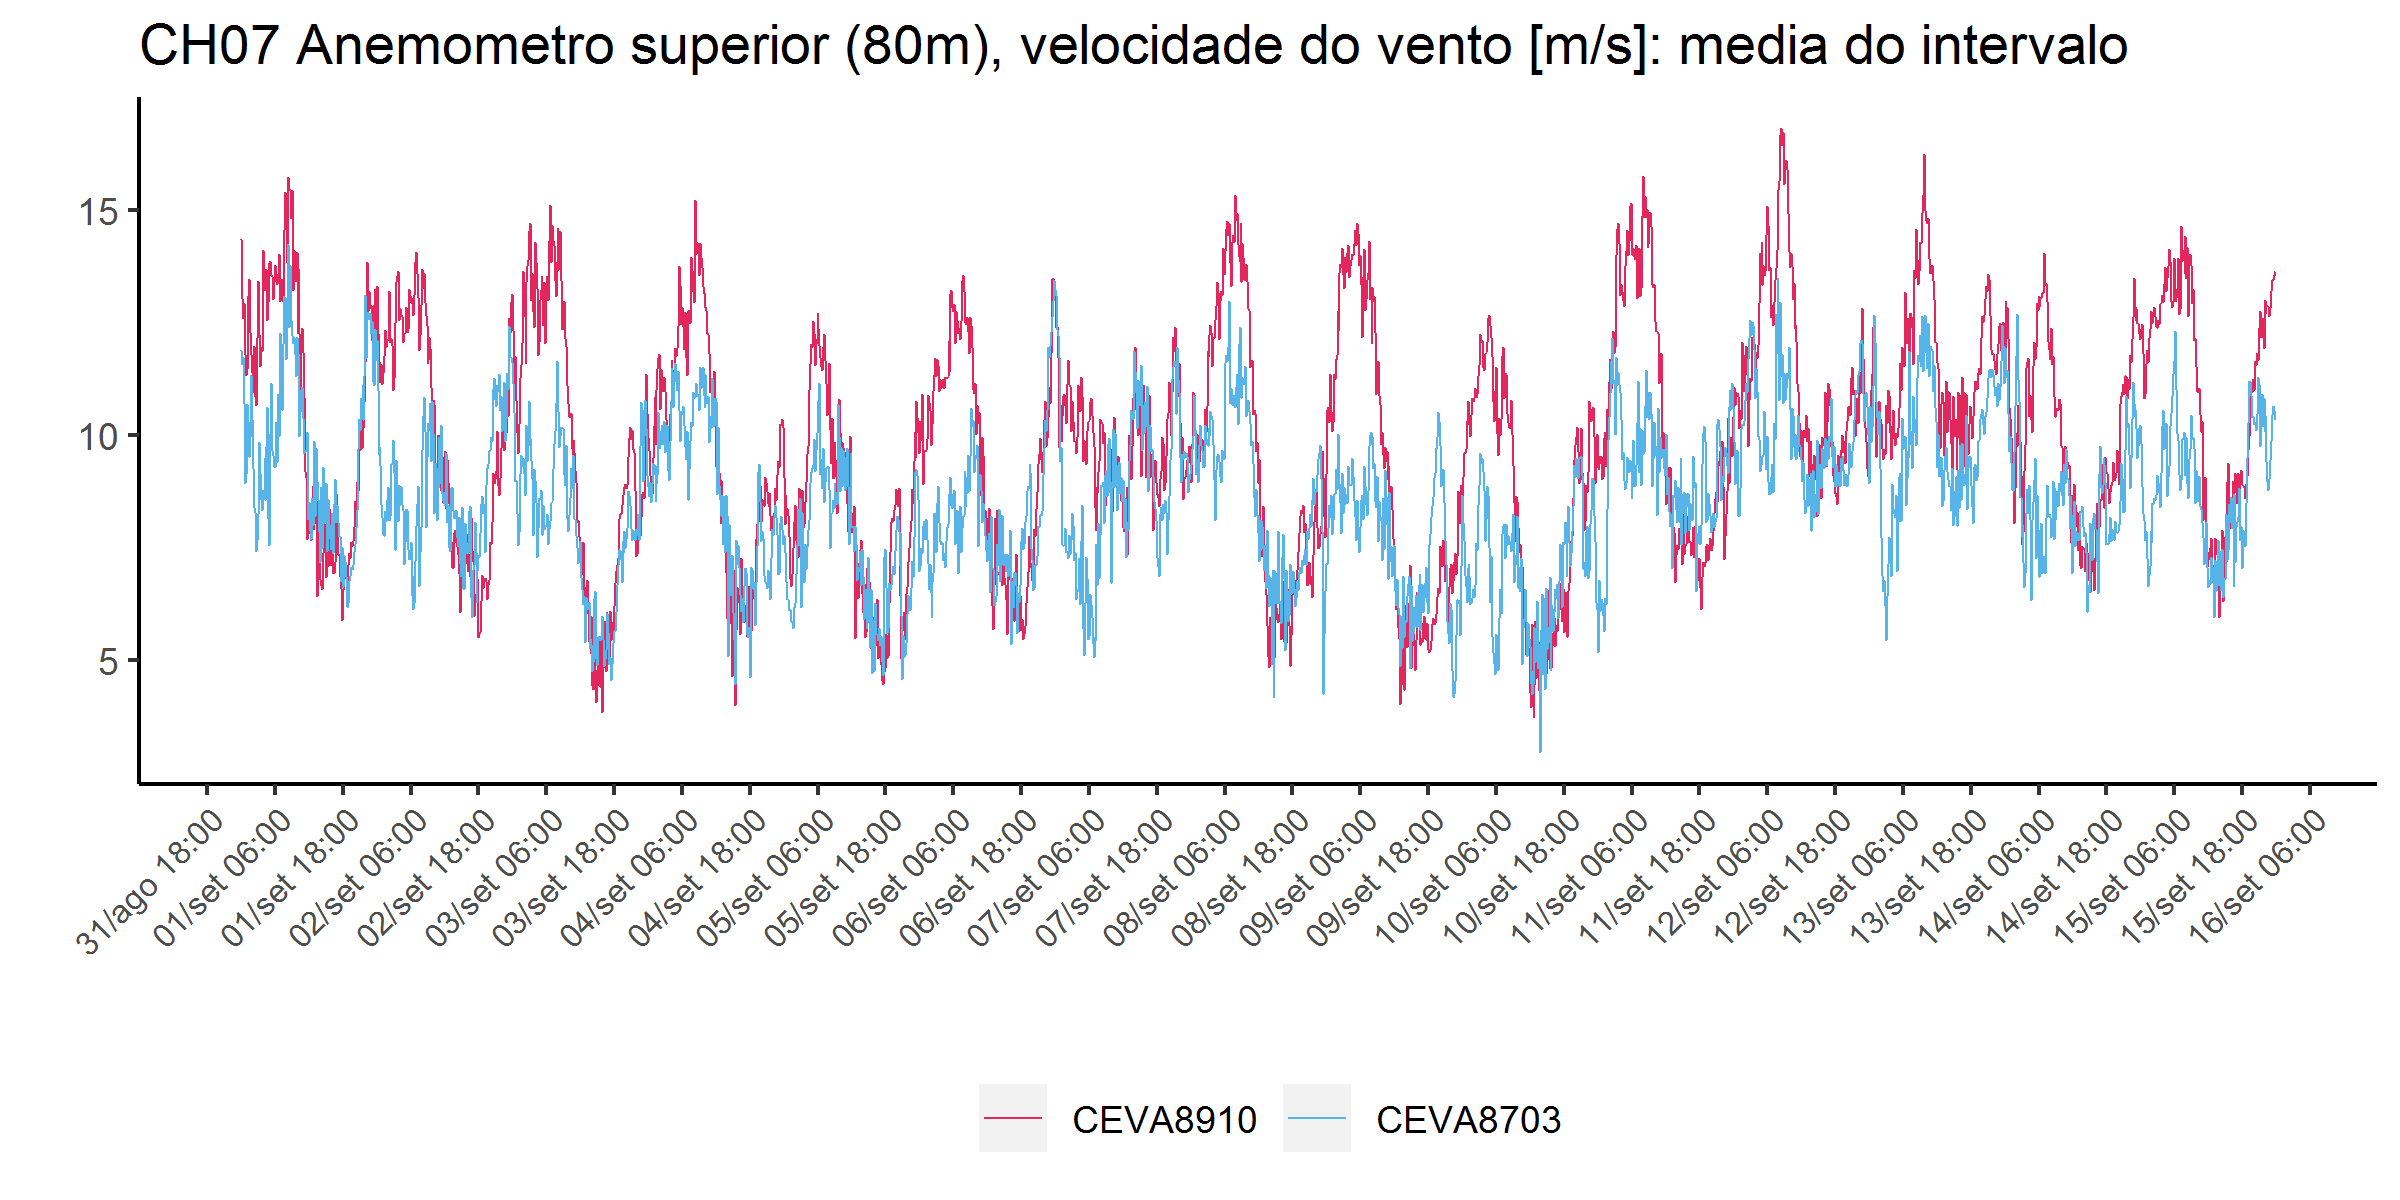 CH07 Anemometro superior (80m), velocidade do vento [m/s]: media do intervalo
15
10
5
31/ago 18:00
01/set 06:00
01/set 18:00
02/set 06:00
02/set 18:00
03/set 06:00
03/set 18:00
04/set 06:00
04/set 18:00
05/set 06:00
05/set 18:00
06/set 06:00
06/set 18:00
07/set 06:00
07/set 18:00
08/set 06:00
08/set 18:00
09/set 06:00
09/set 18:00
10/set 06:00
10/set 18:00
11/set 06:00
11/set 18:00
12/set 06:00
12/set 18:00
13/set 06:00
13/set 18:00
14/set 06:00
14/set 18:00
15/set 06:00
15/set 18:00
16/set 06:00
CEVA8910
CEVA8703